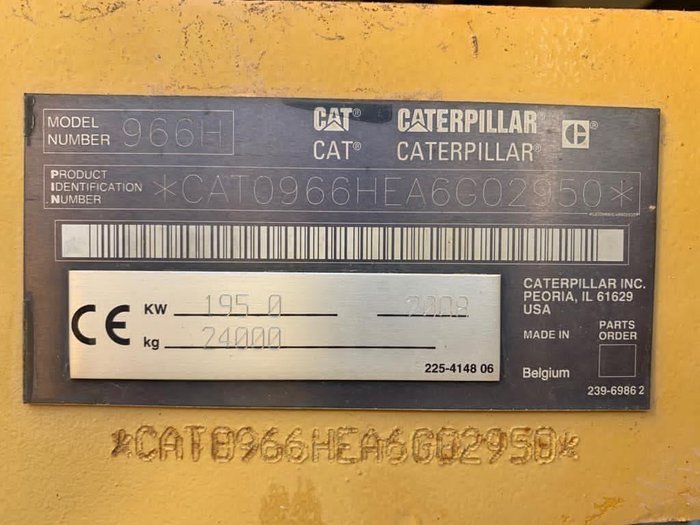 MODEL NUMBER 966H
CAT® CATERPILLAR ®
CAT® CATERPILLAR®
PRODUCT IDENTIFICATION NUMBER *CAT0966HEA6G02950*
CE
KW 195.0 2008
kg 24000
225-4148 06
CATERPILLAR INC.
PEORIA, IL 61629
USA
MADE IN
PARTS ORDER
Belgium
239-6986 2
*CAT0966HEA6G02950*